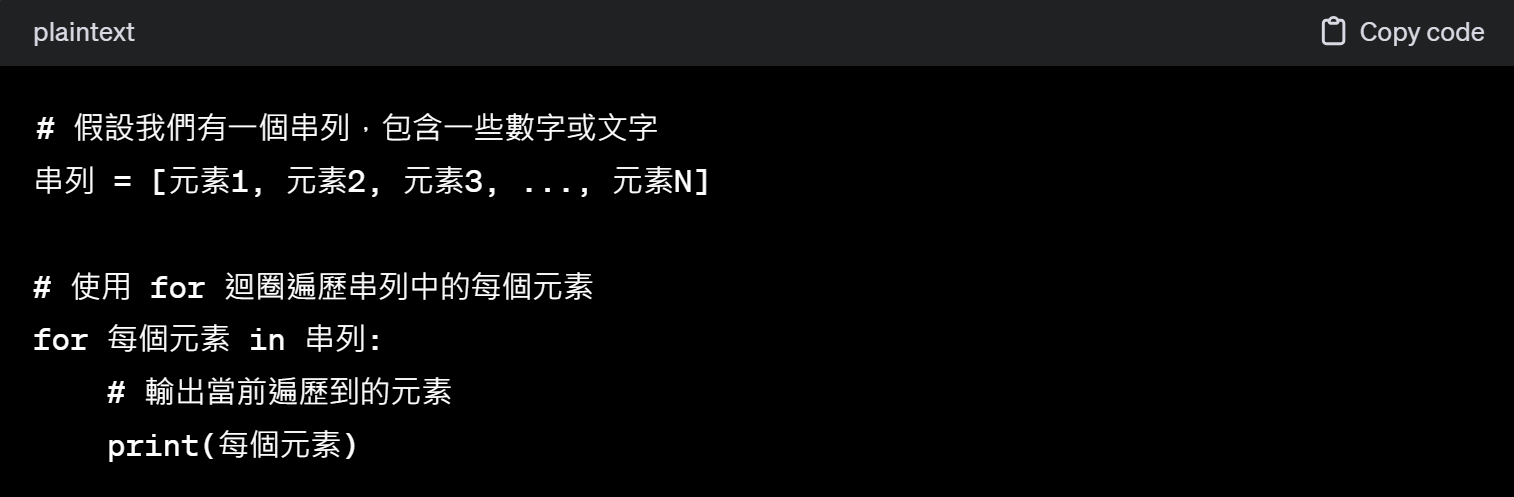 plaintext
Copy code
# 假設我們有一個串列，包含一些數字或文字
串列 = [元素1, 元素2, 元素3, ..., 元素N]
# 使用 for 迴圈遍歷串列中的每個元素
for 每個元素 in 串列:
    # 輸出當前遍歷到的元素
    print(每個元素)